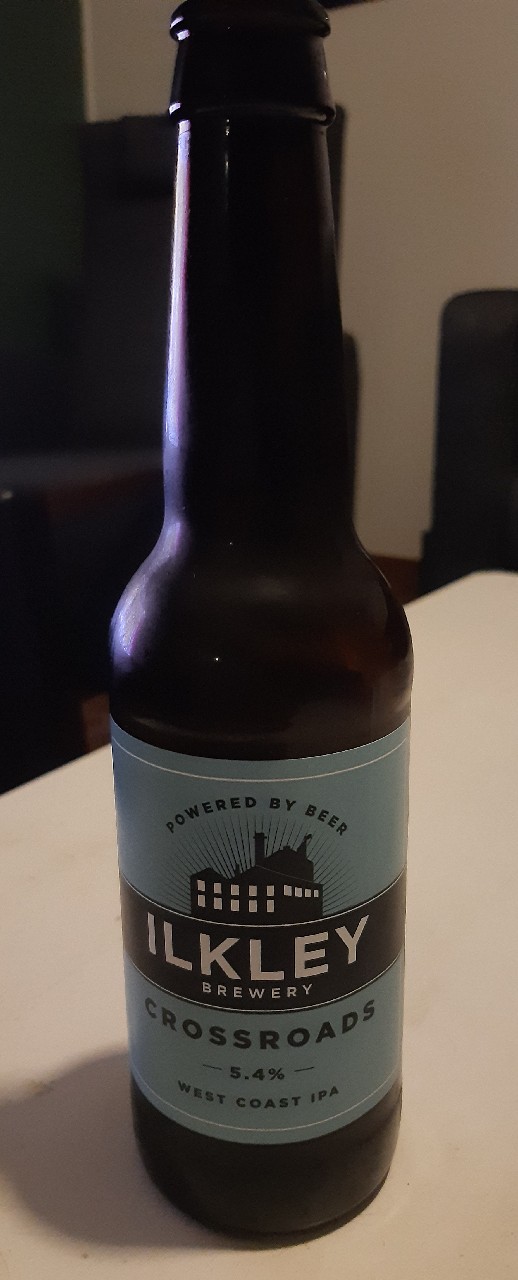 POWERED BY BEER
ILKLEY
BREWERY
CROSSROADS
5.4%
WEST COAST IPA